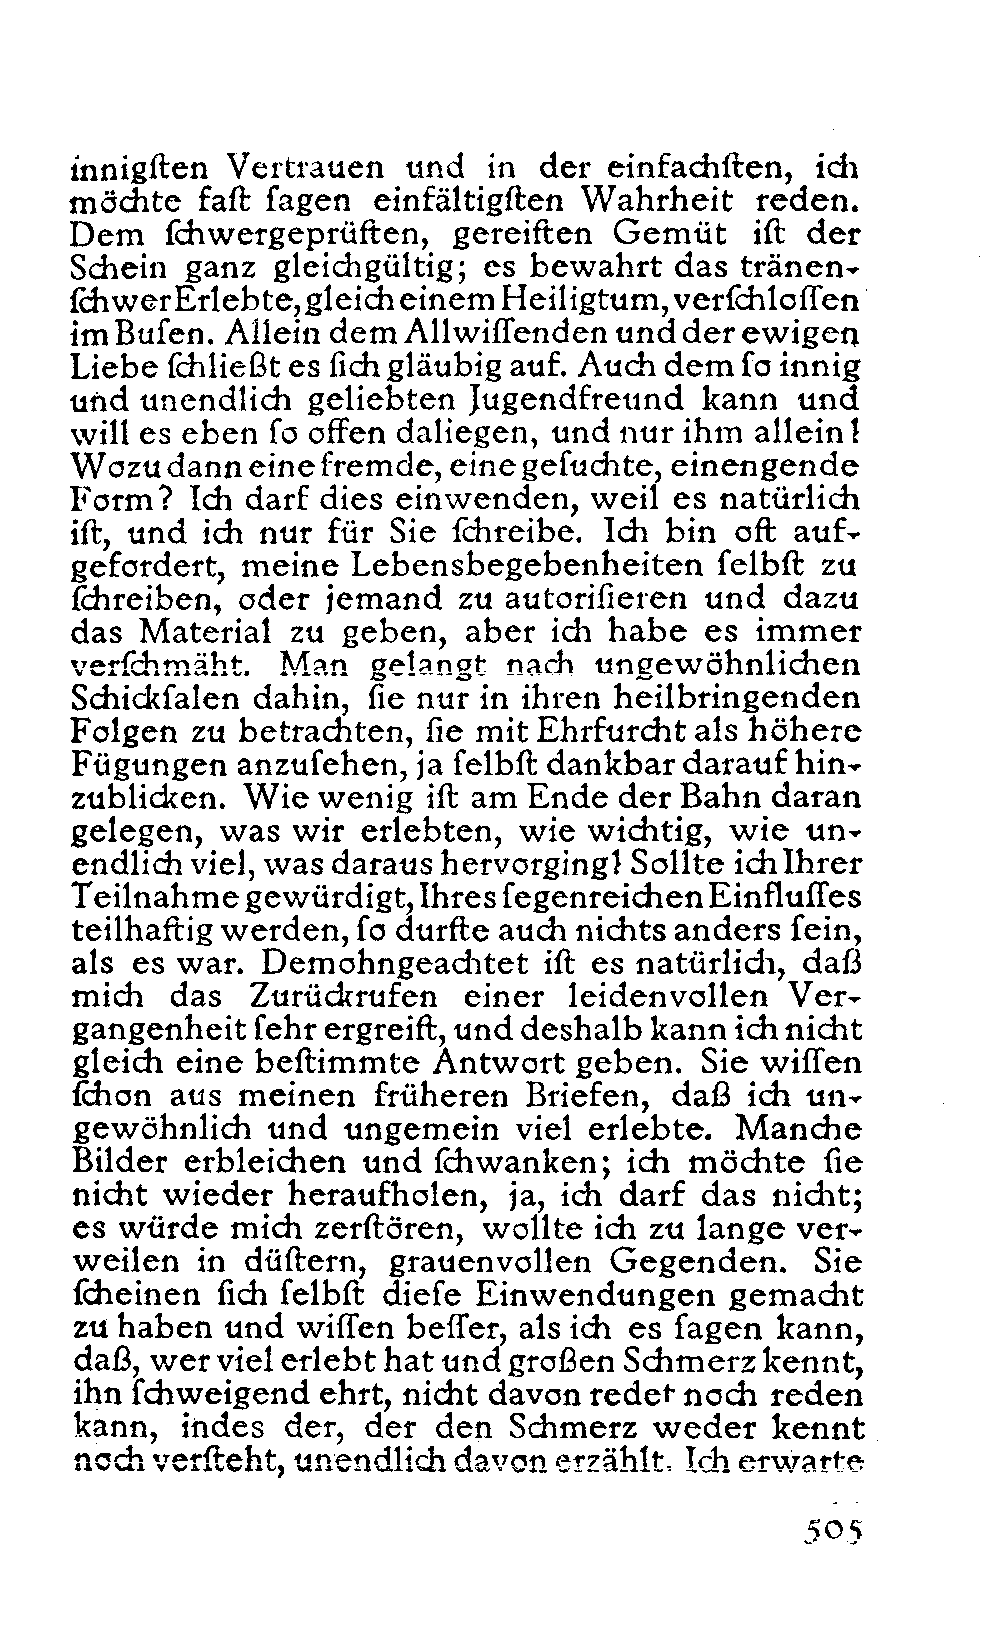 innigſten Vertrauen und in der einfachſten, ich
möchte faſt ſagen einfältigſten Wahrheit reden.
Dem ſchwergeprüften, gereiften Gemüt iſt der
Schein ganz gleichgültig; es bewahrt das tränen-
ſchwer Erlebte, gleich einem Heiligtum, verſchloſſen
im Buſen. Allein dem Allwiſſenden und der ewigen
Liebe ſchließt es ſich gläubig auf. Auch dem ſo innig
und unendlich geliebten Jugendfreund kann und
will es eben ſo offen daliegen, und nur ihm allein!
Wozu dann eine fremde, eine geſuchte, einengende
Form? Ich darf dies einwenden, weil es natürlich
iſt, und ich nur für Sie ſchreibe. Ich bin oft auf-
gefordert, meine Lebensbegebenheiten ſelbſt zu
ſchreiben, oder jemand zu autoriſieren und dazu
das Material zu geben, aber ich habe es immer
verſchmäht. Man gelangt nach ungewöhnlichen
Schickſalen dahin, ſie nur in ihren heilbringenden
Folgen zu betrachten, ſie mit Ehrfurcht als höhere
Fügungen anzuſehen, ja ſelbſt dankbar darauf hin-
zublicken. Wie wenig iſt am Ende der Bahn daran
gelegen, was wir erlebten, wie wichtig, wie un-
endlich viel, was daraus hervorging! Sollte ich Ihrer
Teilnahme gewürdigt, Ihres ſegenreichen Einfluſſes
teilhaftig werden, ſo durfte auch nichts anders ſein,
als es war. Demohngeachtet iſt es natürlich, daß
mich das Zurückrufen einer leidenvollen Ver-
gangenheit ſehr ergreift, und deshalb kann ich nicht
gleich eine beſtimmte Antwort geben. Sie wiſſen
ſchon aus meinen früheren Briefen, daß ich un-
gewöhnlich und ungemein viel erlebte. Manche
Bilder erbleichen und ſchwanken; ich möchte ſie
nicht wieder heraufholen, ja, ich darf das nicht;
es würde mich zerſtören, wollte ich zu lange ver-
weilen in düſtern, grauenvollen Gegenden. Sie
ſcheinen ſich ſelbſt dieſe Einwendungen gemacht
zu haben und wiſſen beſſer, als ich es ſagen kann,
daß, wer viel erlebt hat und großen Schmerz kennt,
ihn ſchweigend ehrt, nicht davon redet noch reden
kann, indes der, der den Schmerz weder kennt
noch verſteht, unendlich davon erzählt. Ich erwarte
505